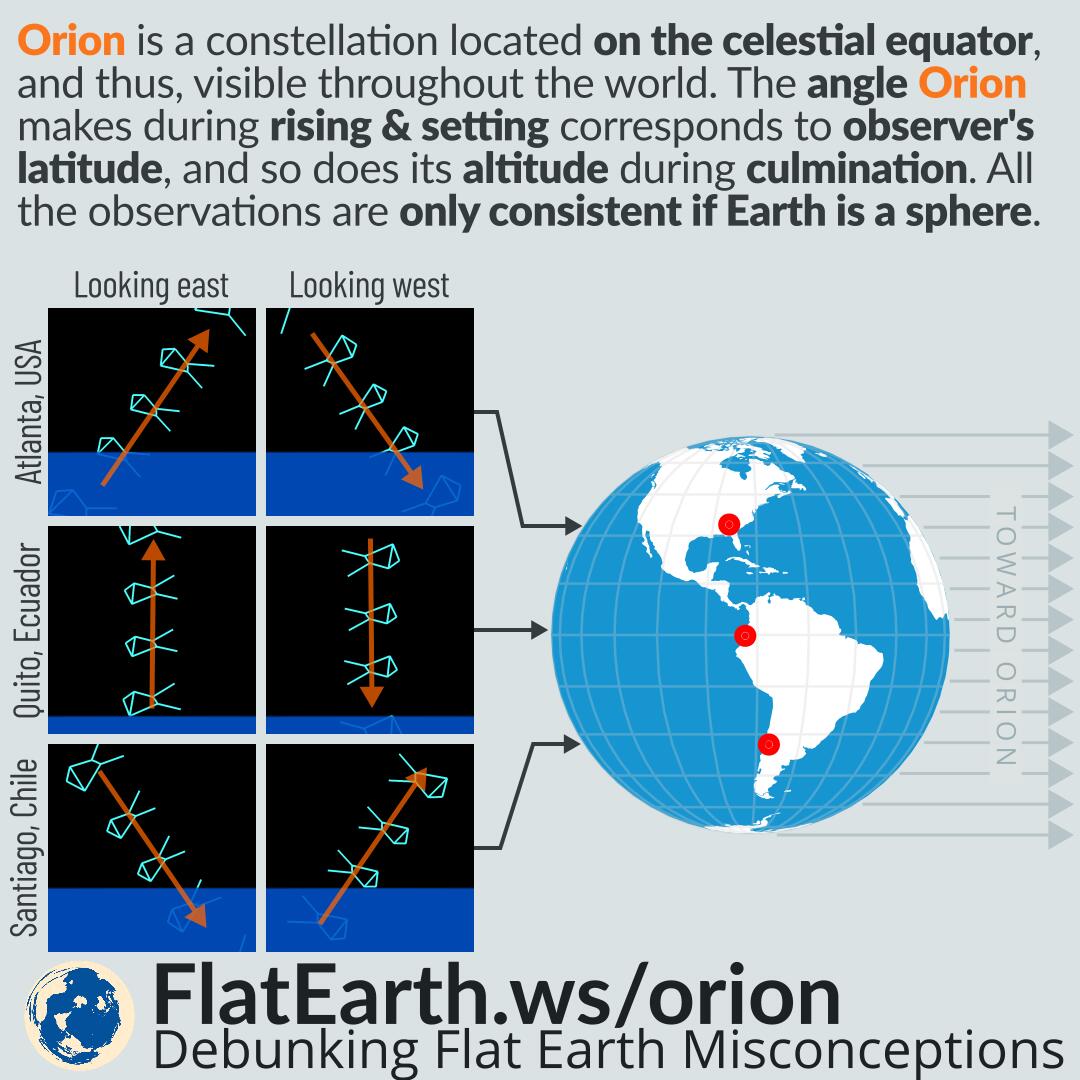 Orion is a constellation located on the celestial equator,
and thus, visible throughout the world. The angle Orion
makes during rising & setting corresponds to observer's
latitude, and so does its altitude during culmination. All
the observations are only consistent if Earth is a sphere.
Looking east
Looking west
Atlanta, USA
Quito, Ecuador
Santiago, Chile
TOWARD ORION
FlatEarth.ws/orion
Debunking Flat Earth Misconceptions